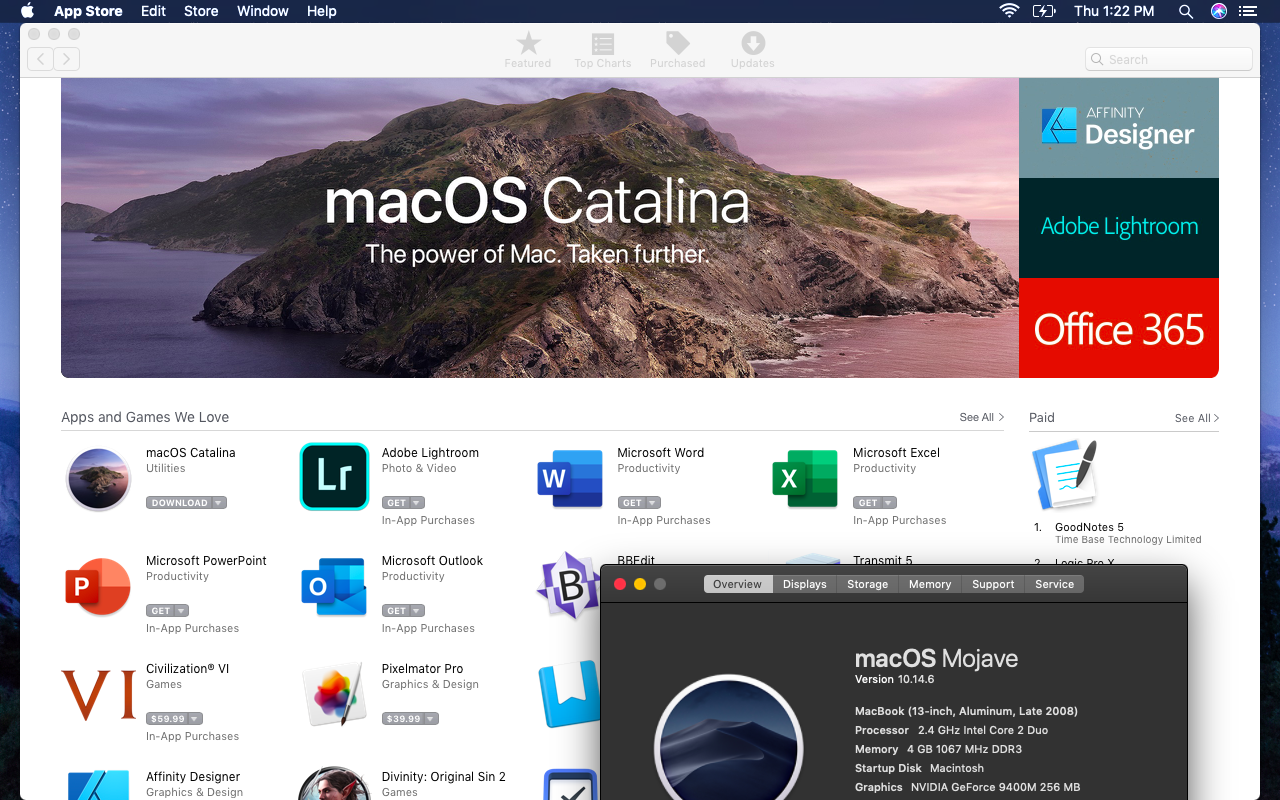 App Store Edit Store Window Help Thu 1:22 PM
Featured Top Charts Purchased Updates Search
macOS Catalina
The power of Mac. Taken further.
AFFINITY
Designer
Adobe Lightroom
Office 365
Apps and Games We Love See All >
Paid See All >
macOS Catalina
Utilities
DOWNLOAD
Adobe Lightroom
Photo & Video
GET
In-App Purchases
Lr
Microsoft Word
Productivity
GET
In-App Purchases
W
Microsoft Excel
Productivity
GET
In-App Purchases
X
1. GoodNotes 5
Time Base Technology Limited
2. Logic Pro X
Microsoft PowerPoint
Productivity
GET
In-App Purchases
P
Microsoft Outlook
Productivity
GET
In-App Purchases
O
BBEdit
B
Transmit 5
VI
Civilization® VI
Games
$59.99
In-App Purchases
Pixelmator Pro
Graphics & Design
$39.99
Affinity Designer
Graphics & Design
Divinity: Original Sin 2
Games
Overview Displays Storage Memory Support Service
macOS Mojave
Version 10.14.6
MacBook (13-inch, Aluminum, Late 2008)
Processor 2.4 GHz Intel Core 2 Duo
Memory 4 GB 1067 MHz DDR3
Startup Disk Macintosh
Graphics NVIDIA GeForce 9400M 256 MB